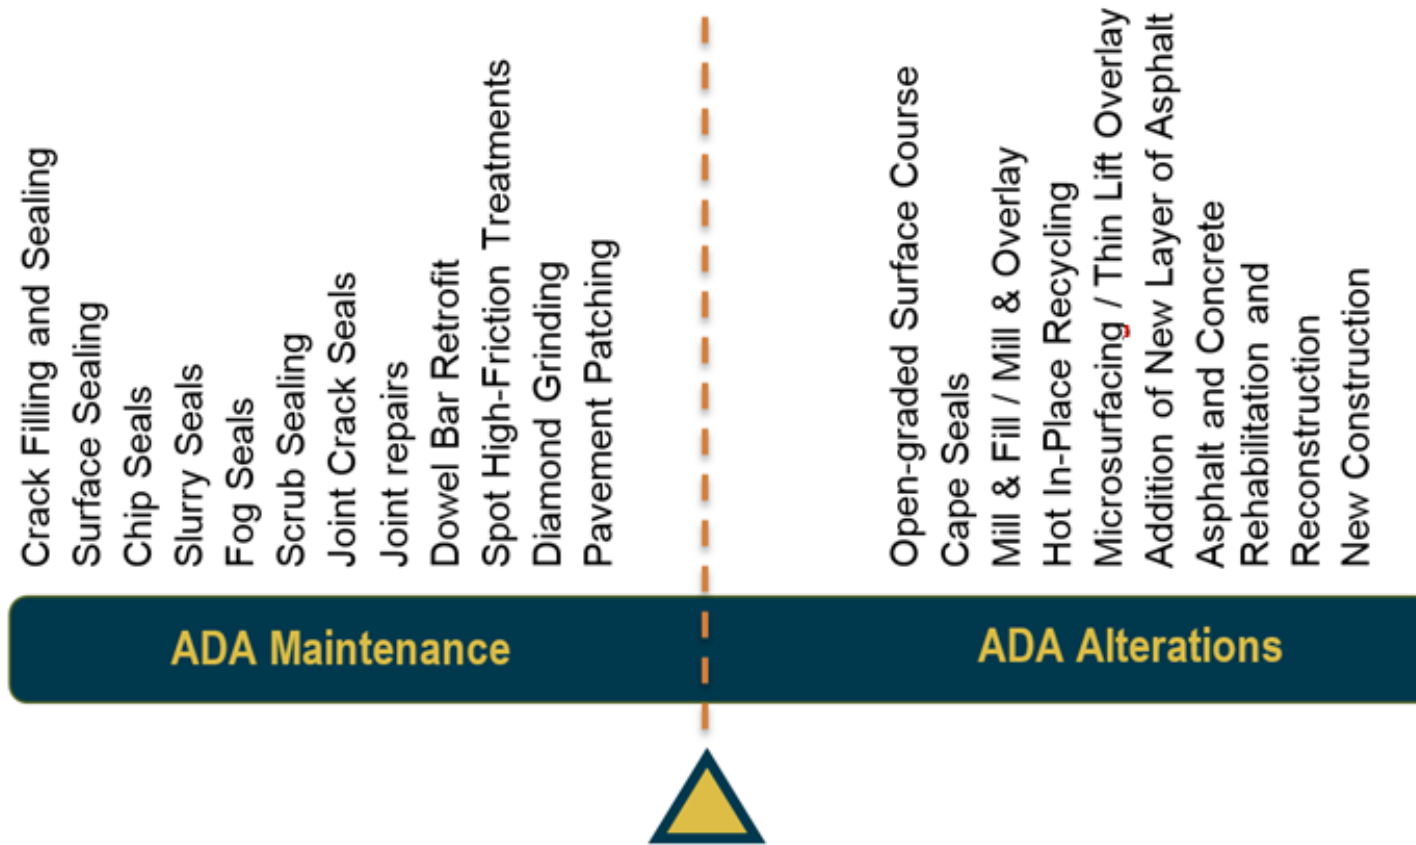 Crack Filling and Sealing
Surface Sealing
Chip Seals
Slurry Seals
Fog Seals
Scrub Sealing
Joint Crack Seals
Joint repairs
Dowel Bar Retrofit
Spot High-Friction Treatments
Diamond Grinding
Pavement Patching
Open-graded Surface Course
Cape Seals
Mill & Fill / Mill & Overlay
Hot In-Place Recycling
Microsurfacing / Thin Lift Overlay
Addition of New Layer of Asphalt
Asphalt and Concrete
Rehabilitation and
Reconstruction
New Construction
ADA Maintenance
ADA Alterations